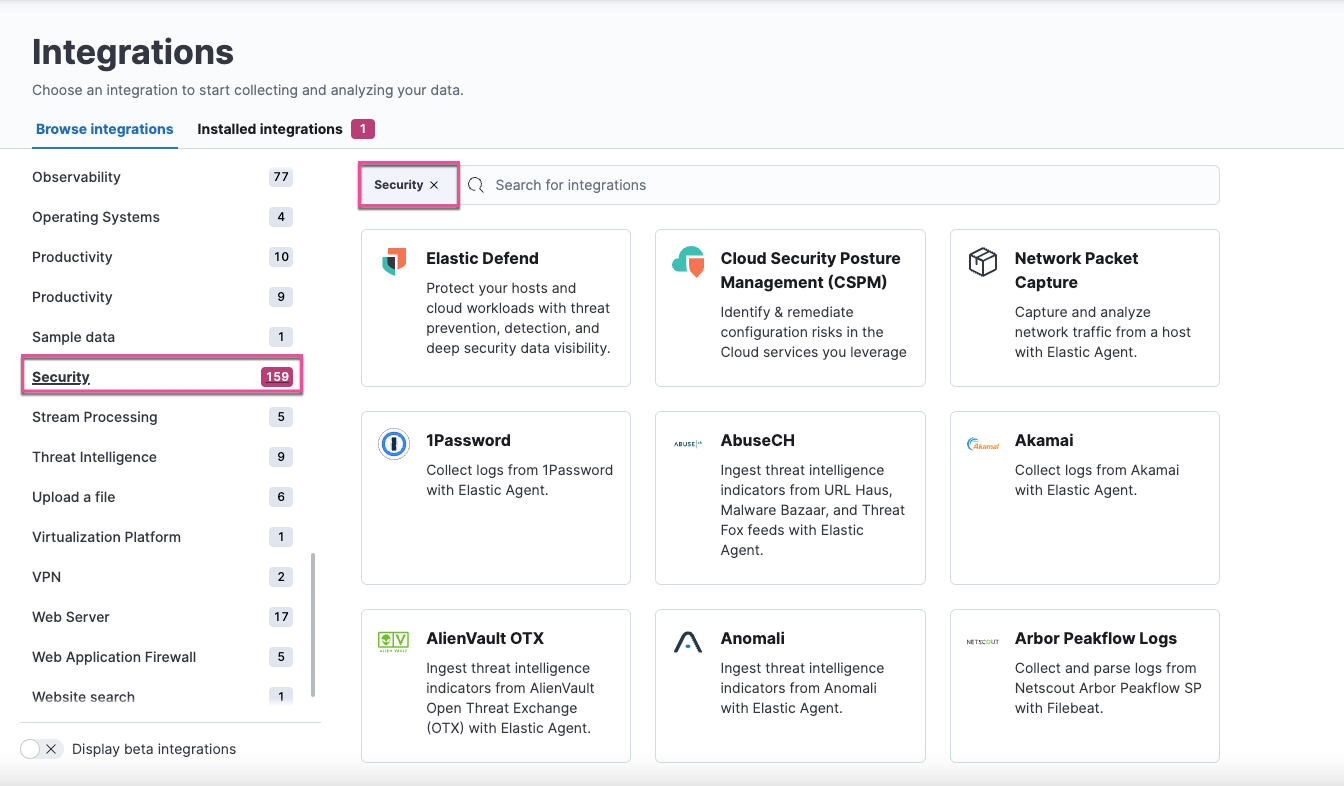 Integrations
Choose an integration to start collecting and analyzing your data.
Browse integrations
Installed integrations 1
Observability 77
Operating Systems 4
Productivity 10
Productivity 9
Sample data 1
Security 159
Stream Processing 5
Threat Intelligence 9
Upload a file 6
Virtualization Platform 1
VPN 2
Web Server 17
Web Application Firewall 5
Website search 1
Display beta integrations
Security ×
Search for integrations
Elastic Defend
Protect your hosts and
cloud workloads with threat
prevention, detection, and
deep security data visibility.
Cloud Security Posture
Management (CSPM)
Identify & remediate
configuration risks in the
Cloud services you leverage
Network Packet
Capture
Capture and analyze
network traffic from a host
with Elastic Agent.
1Password
Collect logs from 1Password
with Elastic Agent.
ABUSE
AbuseCH
Ingest threat intelligence
indicators from URL Haus,
Malware Bazaar, and Threat
Fox feeds with Elastic
Agent.
Akamai
Akamai
Collect logs from Akamai
with Elastic Agent.
ALIEN VAULT
AlienVault OTX
Ingest threat intelligence
indicators from AlienVault
Open Threat Exchange
(OTX) with Elastic Agent.
Anomali
Ingest threat intelligence
indicators from Anomali
with Elastic Agent.
NETSCOUT
Arbor Peakflow Logs
Collect and parse logs from
Netscout Arbor Peakflow SP
with Filebeat.